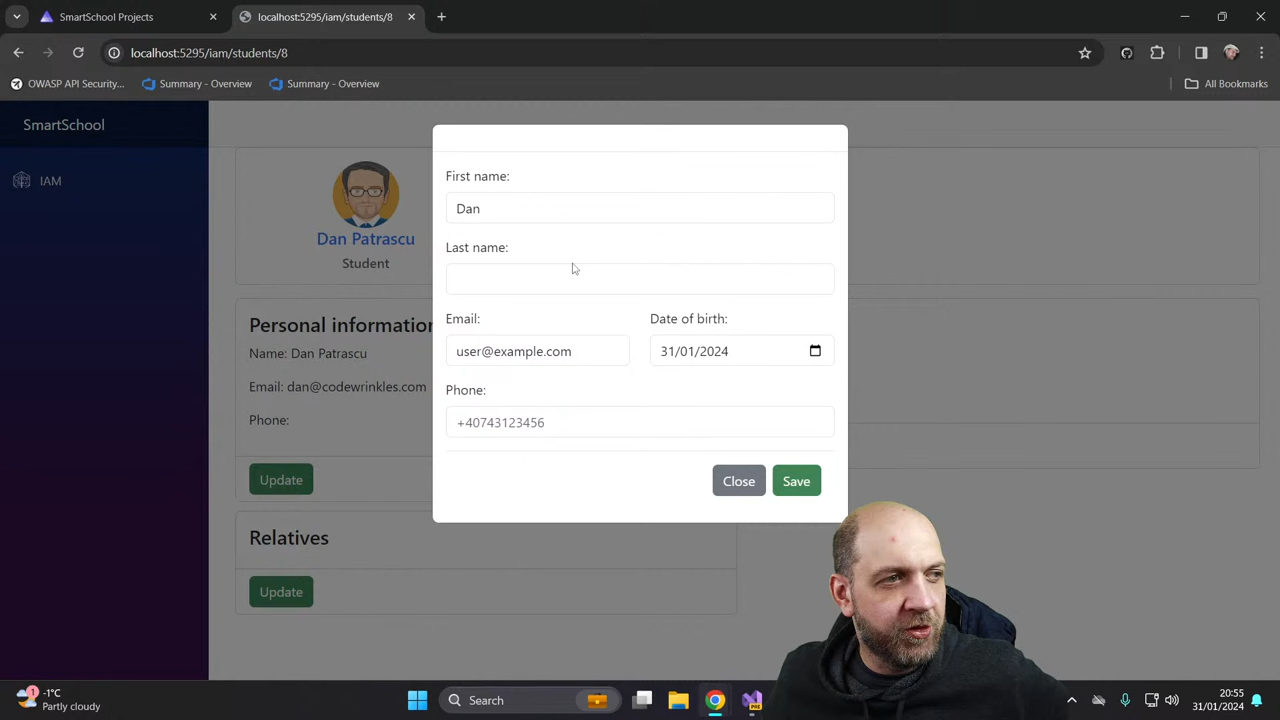 SmartSchool Projects
localhost:5295/iam/students/8
localhost:5295/iam/students/8
OWASP API Security...
Summary - Overview
Summary - Overview
All Bookmarks
SmartSchool
IAM
Dan Patrascu
Student
Personal information
Name: Dan Patrascu
Email: dan@codewrinkles.com
Phone:
Update
Relatives
Update
First name:
Dan
Last name:
Email:
Date of birth:
user@example.com
31/01/2024
Phone:
+40743123456
Close
Save
1
-1°C
Partly cloudy
Search
PRE
20:55
31/01/2024